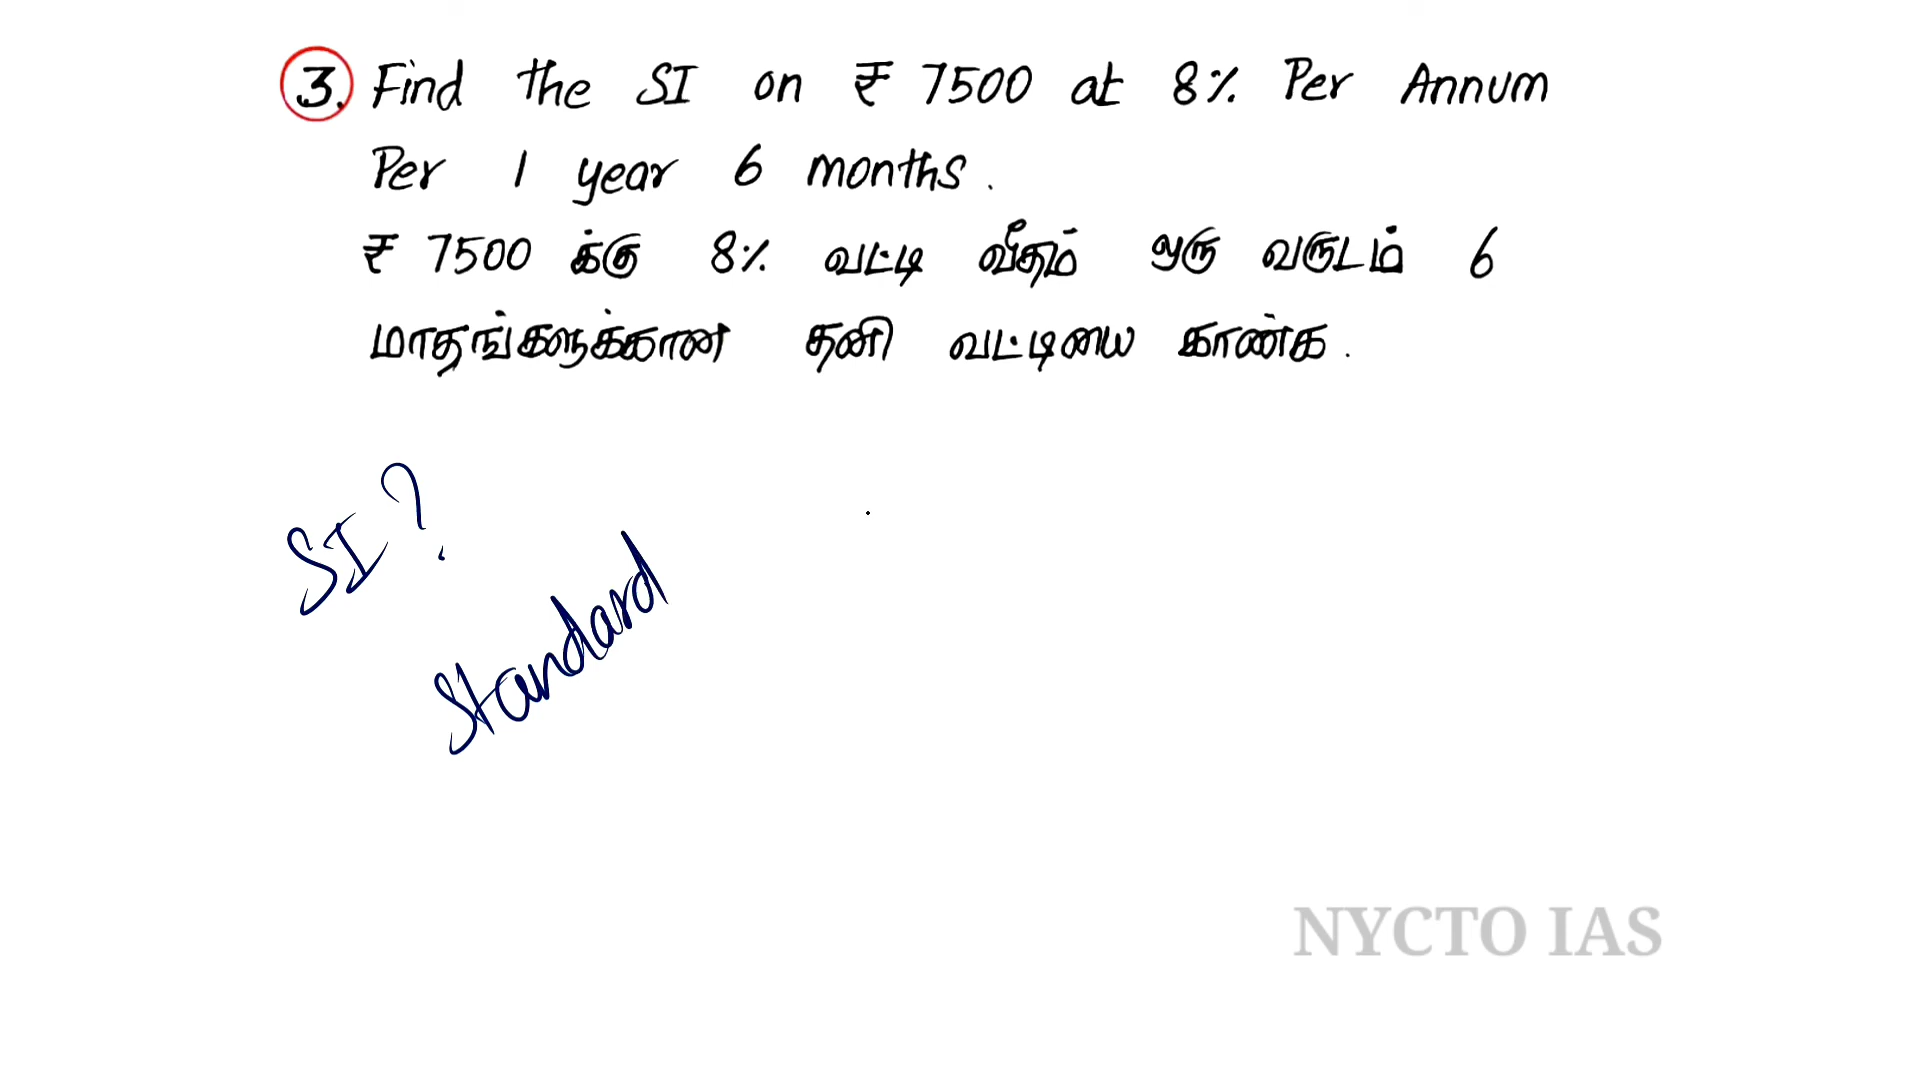 3. Find the SI on ₹ 7500 at 8% Per Annum
Per 1 year 6 months.
₹ 7500 க்கு 8% வட்டி வீதம் ஒரு வருடம் 6
மாதங்களுக்கான தனி வட்டியை காண்க.
SI?
Standard
NYCTO IAS